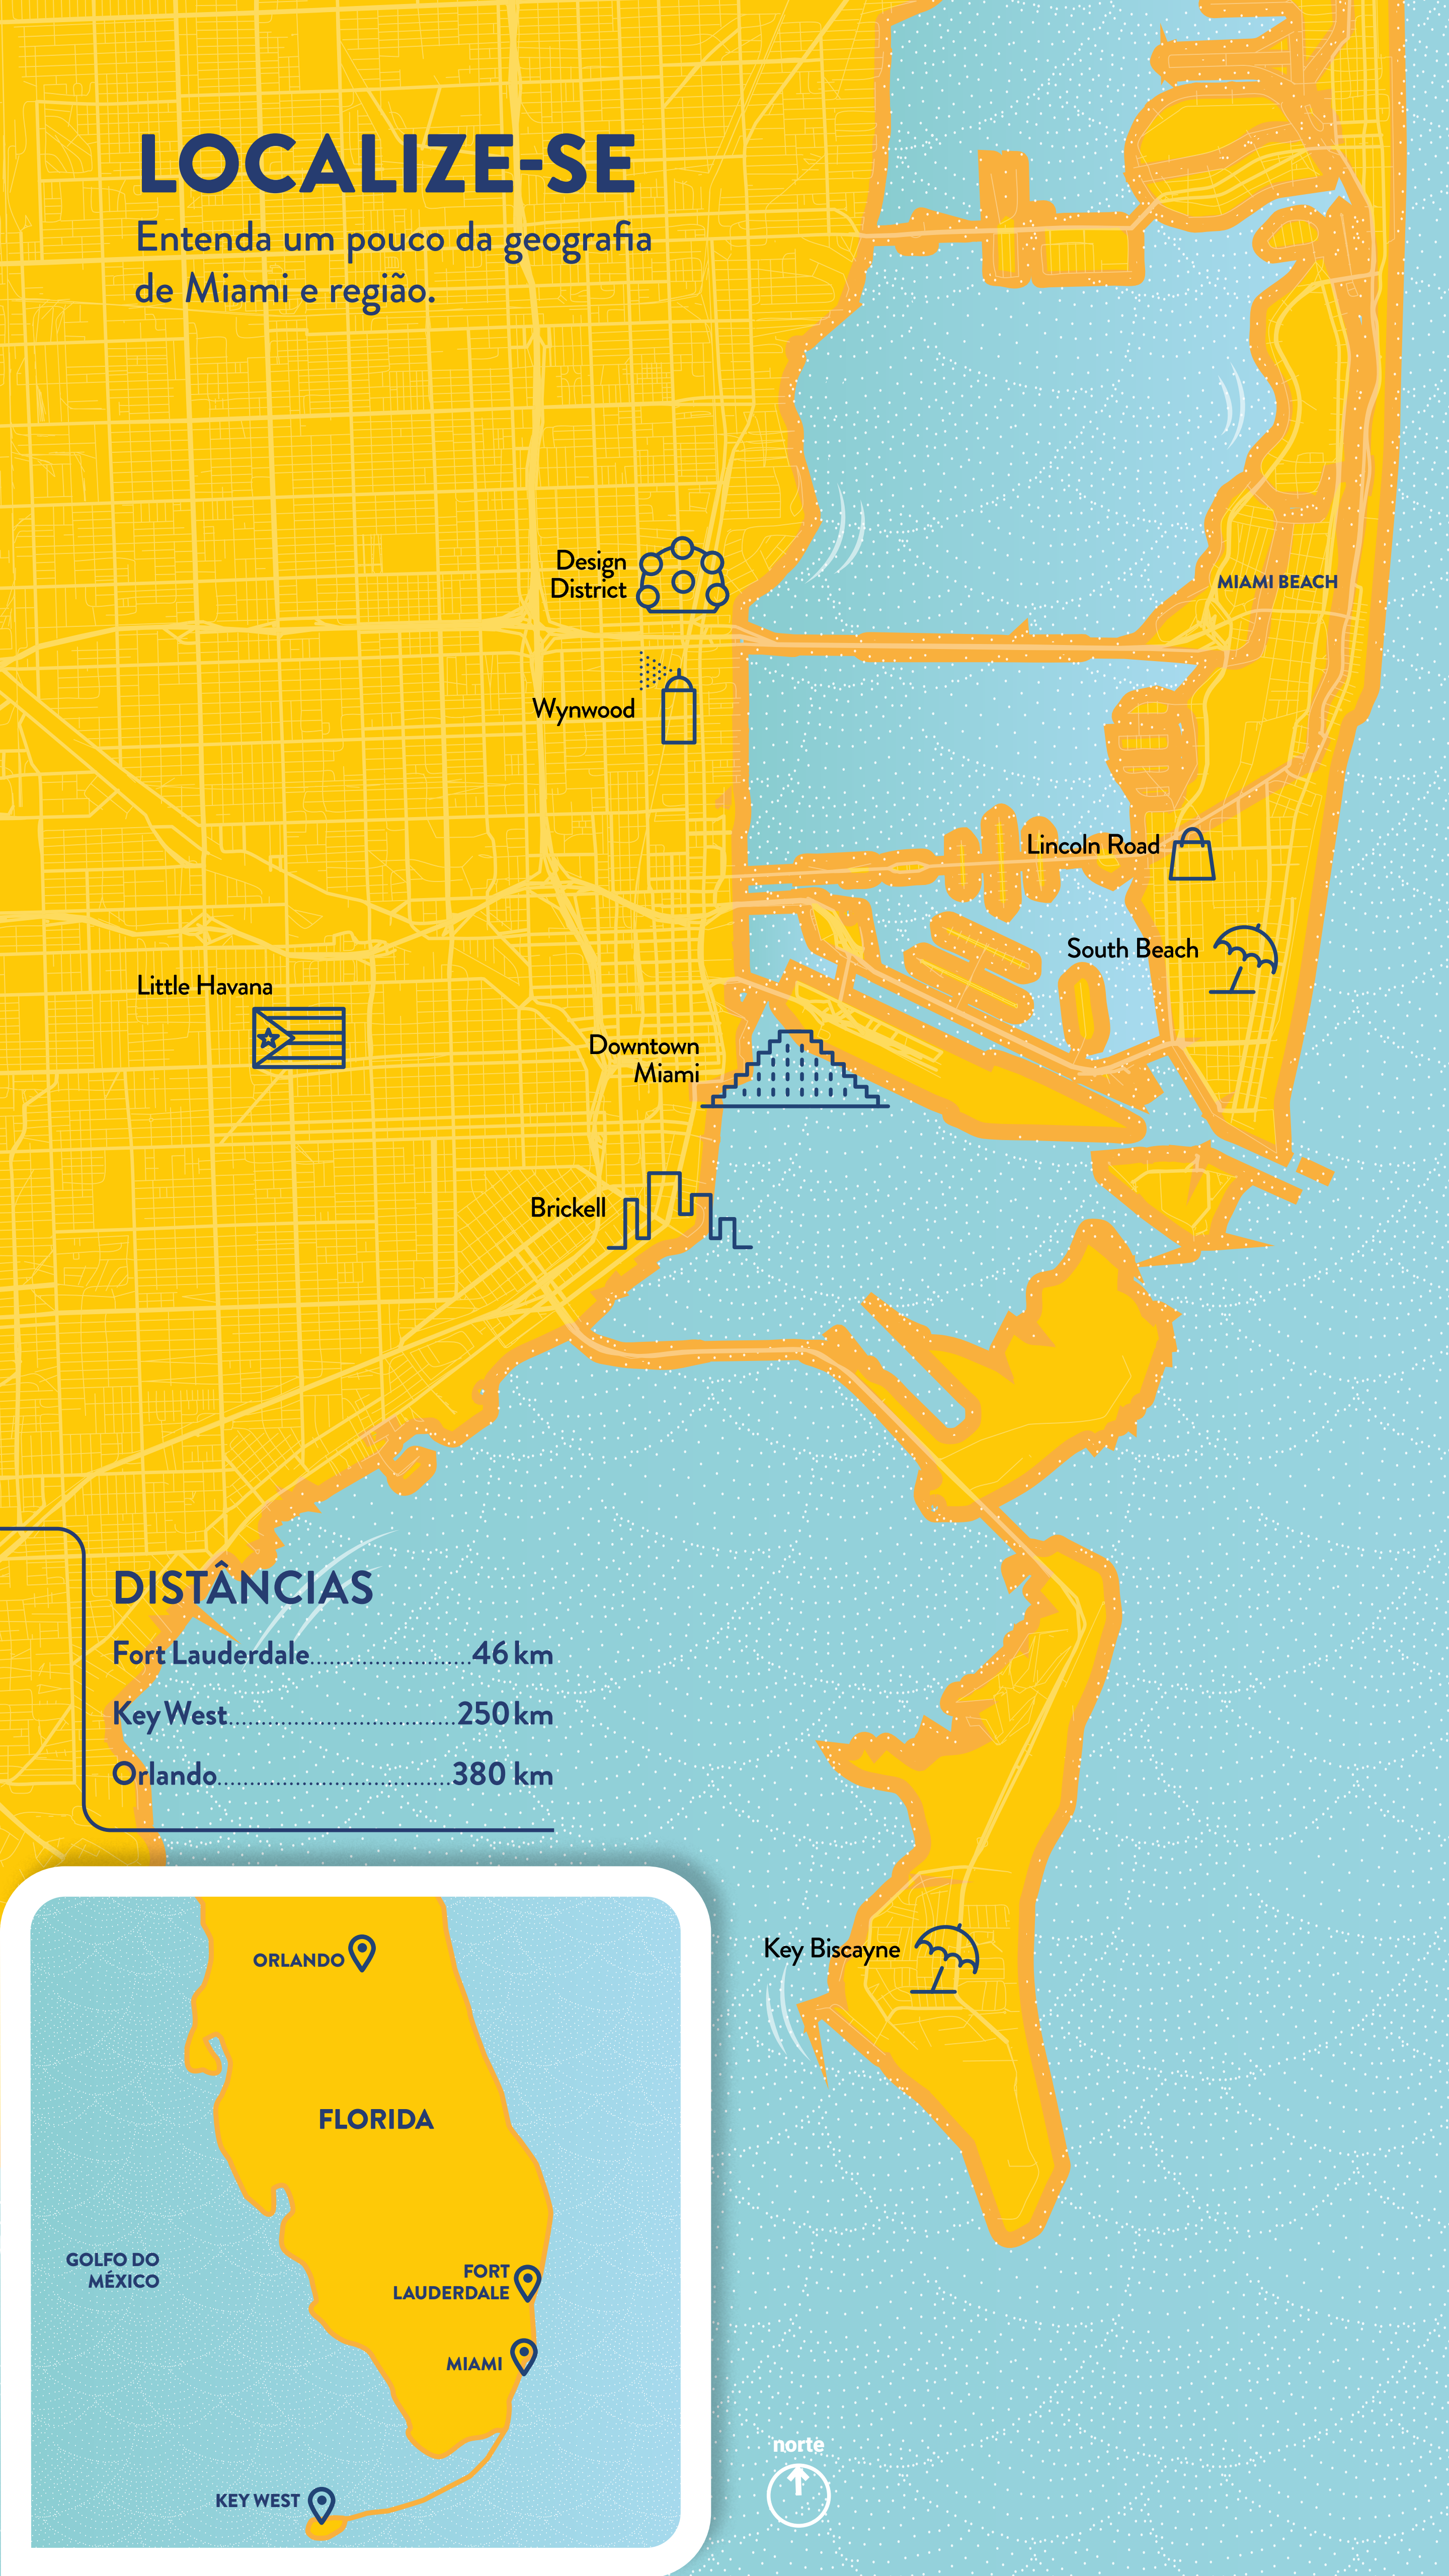 LOCALIZE-SE
Entenda um pouco da geografia
de Miami e região.
Design
District
MIAMI BEACH
Wynwood
Lincoln Road
South Beach
Little Havana
Downtown
Miami
Brickell
DISTÂNCIAS
Fort Lauderdale.........................46 km
Key West...................................250 km
Orlando....................................380 km
Key Biscayne
ORLANDO
FLORIDA
GOLFO DO
MÉXICO
FORT
LAUDERDALE
MIAMI
KEY WEST
norte